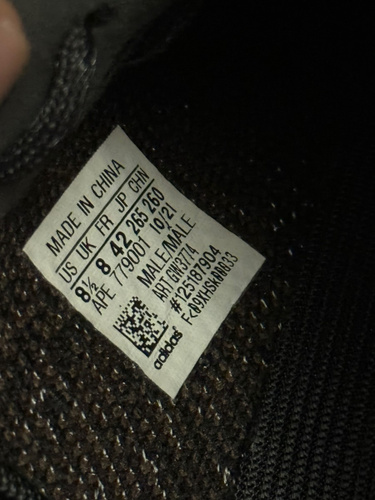 MADE IN CHINA
US UK FR JP CHN
8½ 8 42 265 260
APE 779001 10/21
MALE/MALE
ART GW3774
#125187904
adidas